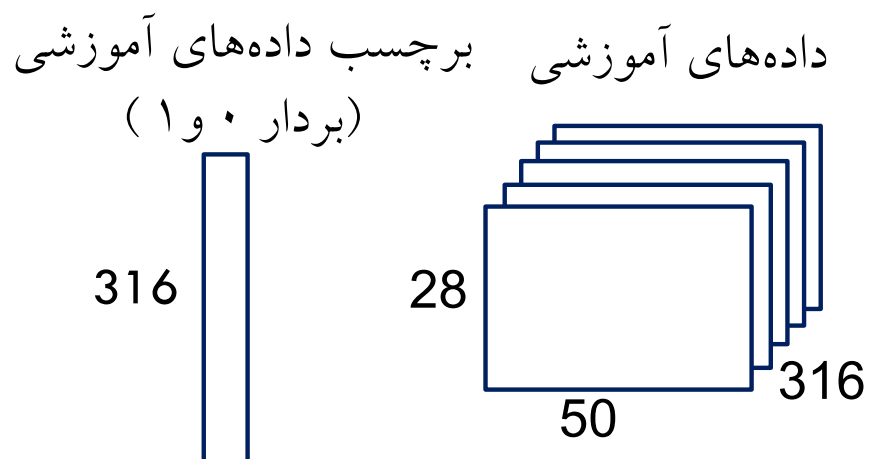 داده‌های آموزشی
برچسب داده‌های آموزشی
(بردار ۰ و ۱ )
28
50
316
316